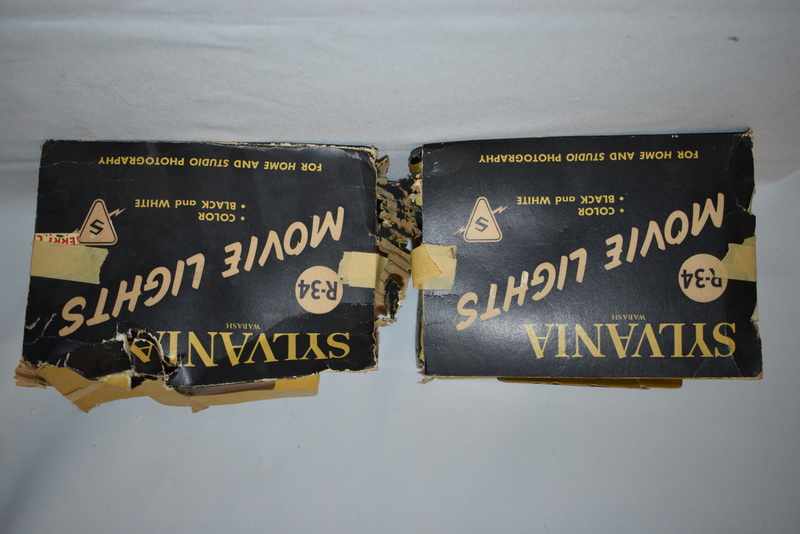 SYLVANIA
WABASH
R-34
MOVIE LIGHTS
• COLOR
• BLACK and WHITE
S
FOR HOME AND STUDIO PHOTOGRAPHY
SYLVANIA
WABASH
R-34
MOVIE LIGHTS
• COLOR
• BLACK and WHITE
S
FOR HOME AND STUDIO PHOTOGRAPHY